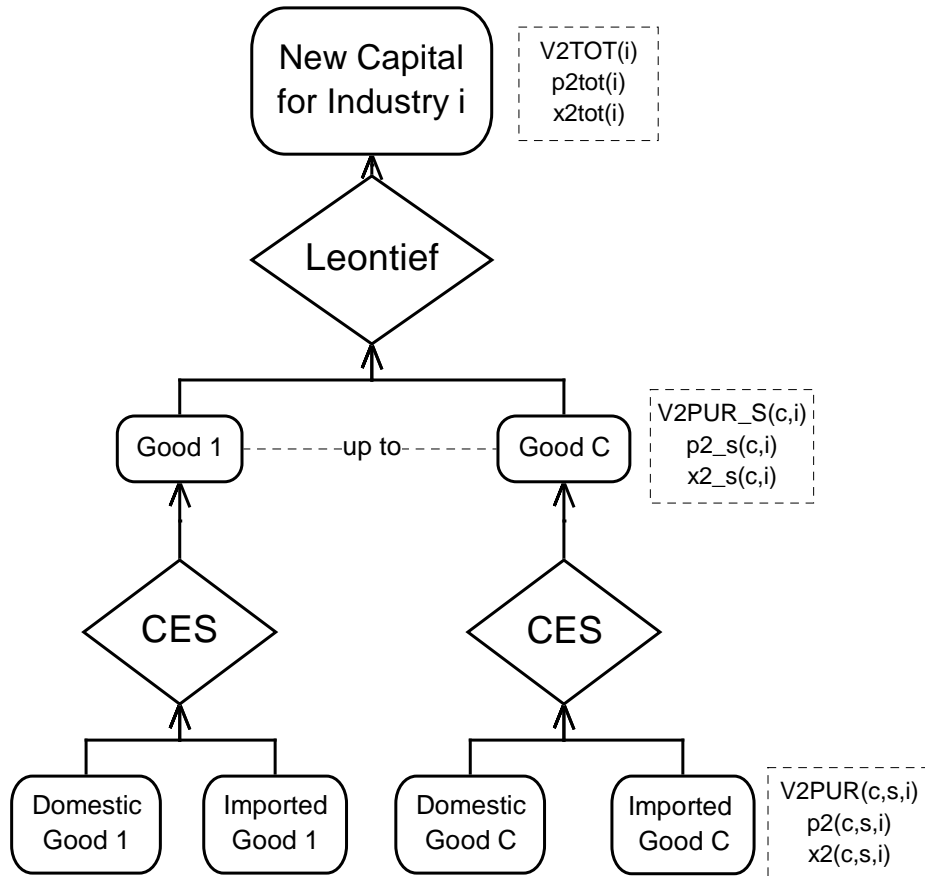 New Capital
for Industry i
V2TOT(i)
p2tot(i)
x2tot(i)
Leontief
Good 1
up to
Good C
V2PUR_S(c,i)
p2_s(c,i)
x2_s(c,i)
CES
CES
Domestic
Good 1
Imported
Good 1
Domestic
Good C
Imported
Good C
V2PUR(c,s,i)
p2(c,s,i)
x2(c,s,i)